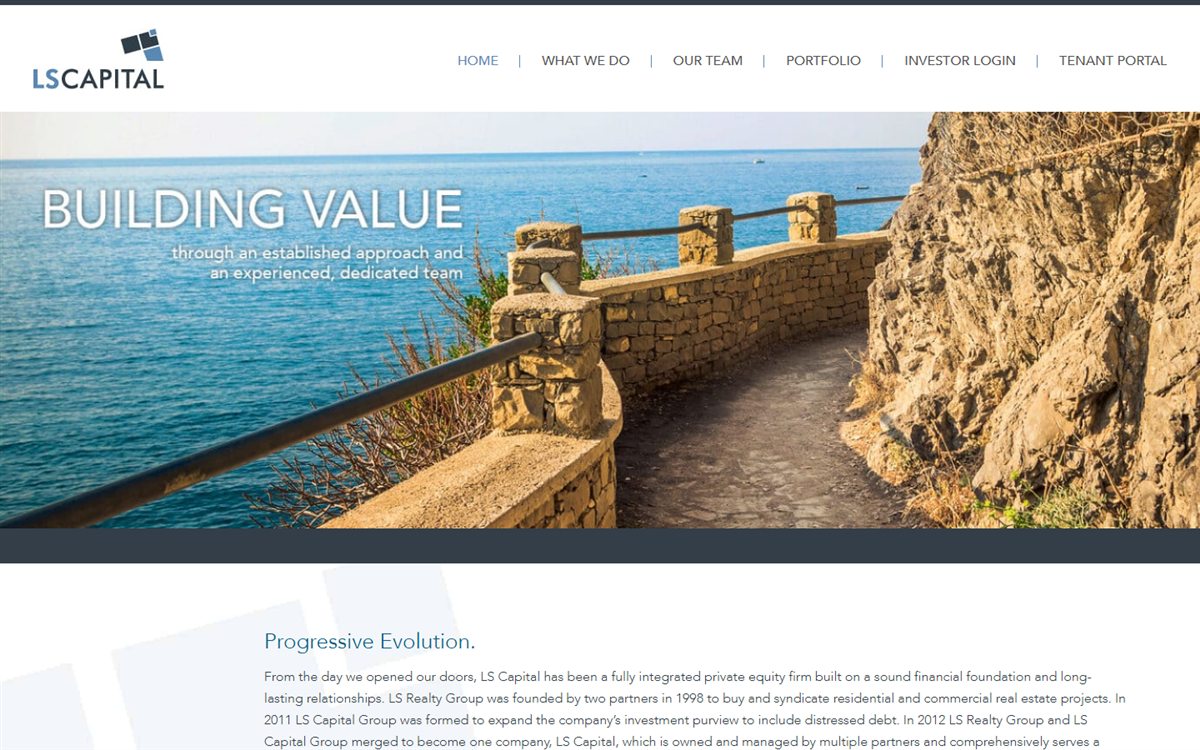 LSCAPITAL
HOME | WHAT WE DO | OUR TEAM | PORTFOLIO | INVESTOR LOGIN | TENANT PORTAL
BUILDING VALUE
through an established approach and
an experienced, dedicated team
Progressive Evolution.
From the day we opened our doors, LS Capital has been a fully integrated private equity firm built on a sound financial foundation and long-
lasting relationships. LS Realty Group was founded by two partners in 1998 to buy and syndicate residential and commercial real estate projects. In
2011 LS Capital Group was formed to expand the company’s investment purview to include distressed debt. In 2012 LS Realty Group and LS
Capital Group merged to become one company, LS Capital, which is owned and managed by multiple partners and comprehensively serves a